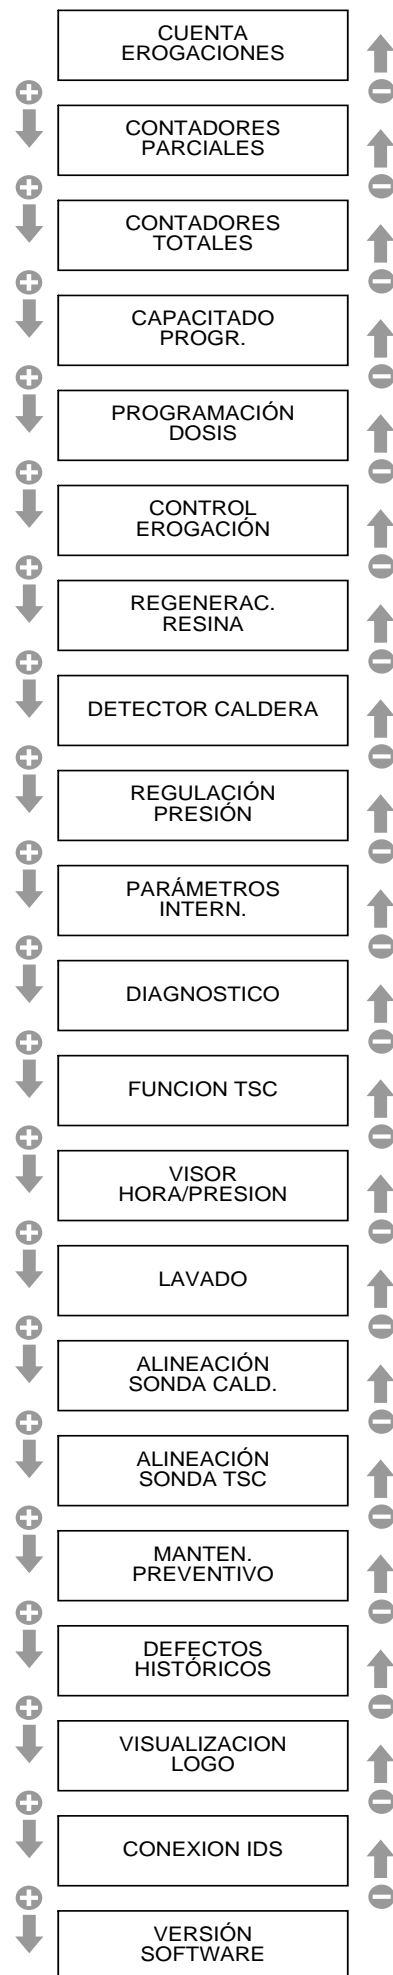 CUENTA
EROGACIONES
CONTADORES
PARCIALES
CONTADORES
TOTALES
CAPACITADO
PROGR.
PROGRAMACIÓN
DOSIS
CONTROL
EROGACIÓN
REGENERAC.
RESINA
DETECTOR CALDERA
REGULACIÓN
PRESIÓN
PARÁMETROS
INTERN.
DIAGNOSTICO
FUNCION TSC
VISOR
HORA/PRESION
LAVADO
ALINEACIÓN
SONDA CALD.
ALINEACIÓN
SONDA TSC
MANTEN.
PREVENTIVO
DEFECTOS
HISTÓRICOS
VISUALIZACION
LOGO
CONEXION IDS
VERSIÓN
SOFTWARE